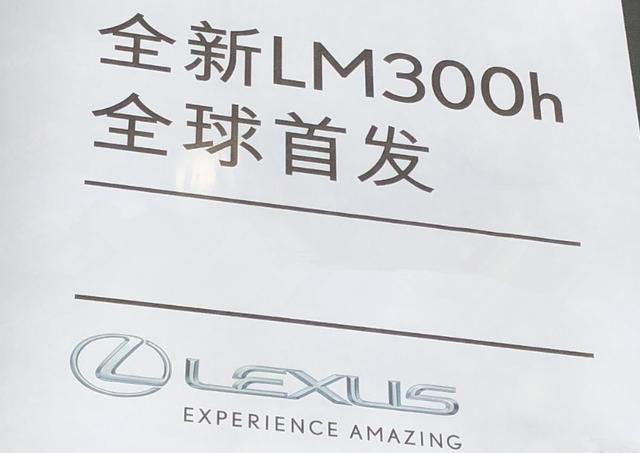 全新LM300h
全球首发
LEXUS
EXPERIENCE AMAZING